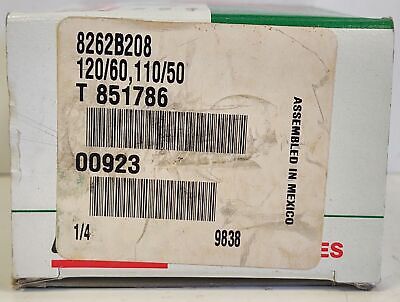 8262B208
120/60,110/50
T 851786
00923
1/4 9838
ASSEMBLED IN MEXICO
ES